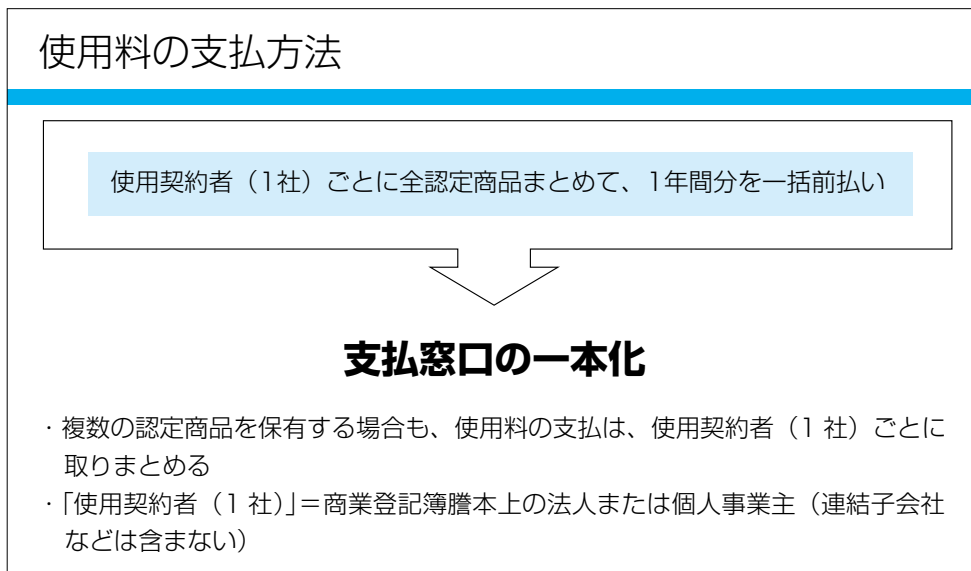 使用料の支払方法
使用契約者（1社）ごとに全認定商品まとめて、1年間分を一括前払い
支払窓口の一本化
・複数の認定商品を保有する場合も、使用料の支払は、使用契約者（1 社）ごとに
取りまとめる
・「使用契約者（1 社）」＝商業登記簿謄本上の法人または個人事業主（連結子会社
などは含まない）